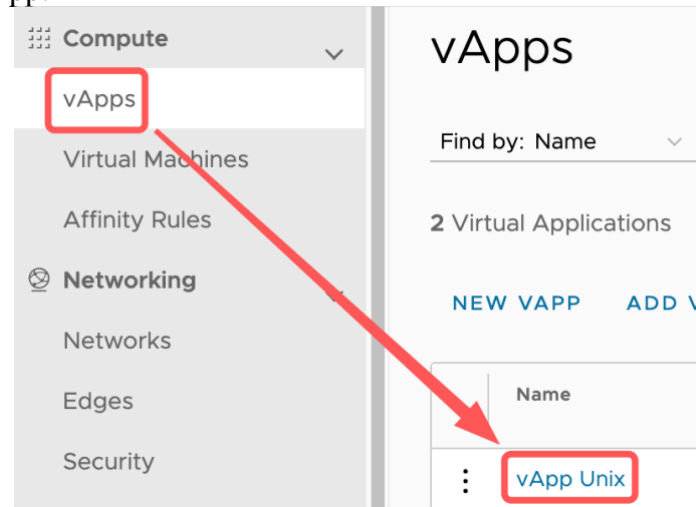 Compute
vApps
Virtual Machines
Affinity Rules
Networking
Networks
Edges
Security
vApps
Find by: Name
2 Virtual Applications
NEW VAPP ADD V
Name
vApp Unix